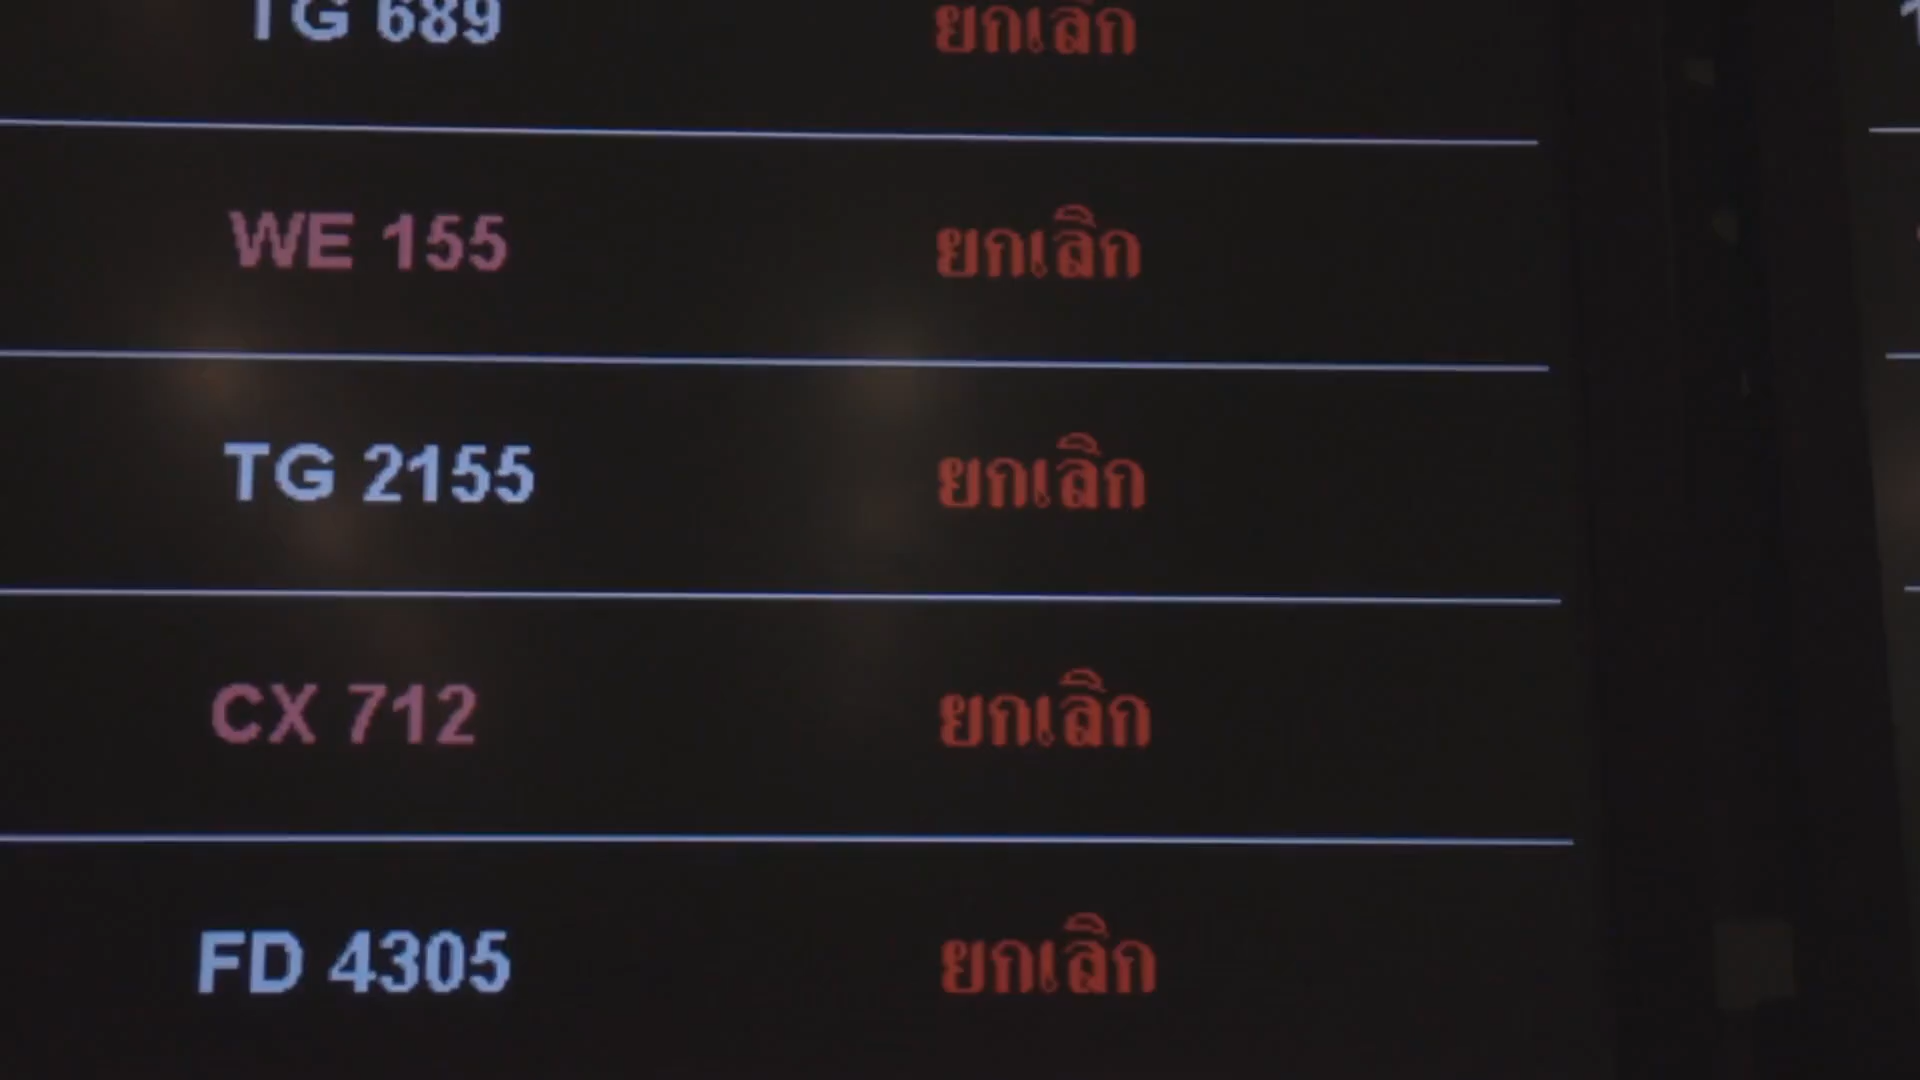 TG 689 ยกเลิก
WE 155 ยกเลิก
TG 2155 ยกเลิก
CX 712 ยกเลิก
FD 4305 ยกเลิก